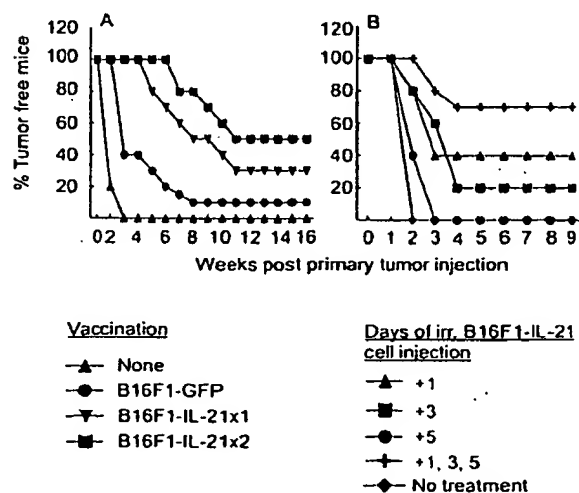 120 A
100
80
60
40
20
% Tumor free mice
0 2 4 6 8 10 12 14 16
120 B
100
80
60
40
20
0 1 2 3 4 5 6 7 8 9
Weeks post primary tumor injection
Vaccination
None
B16F1-GFP
B16F1-IL-21x1
B16F1-IL-21x2
Days of irr. B16F1-IL-21
cell injection
+1
+3
+5
+1, 3, 5
No treatment